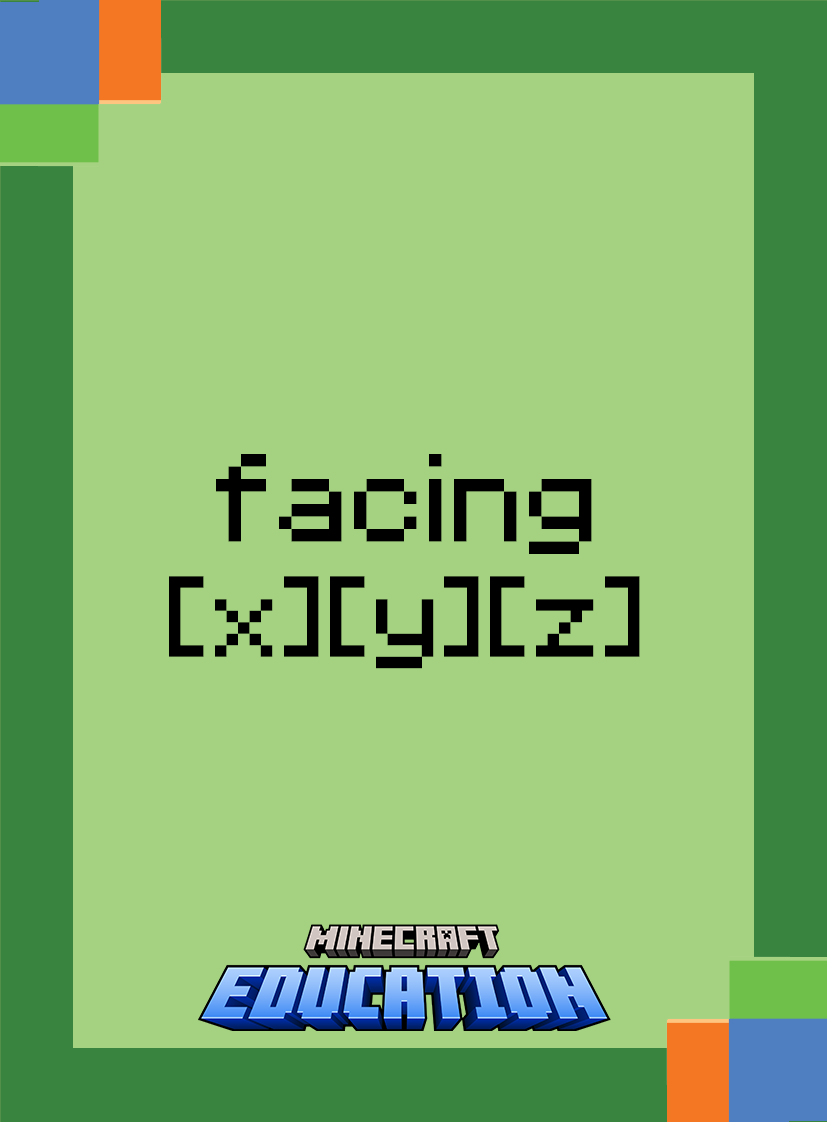 facing
[x][y][z]
MINECRAFT
EDUCATION